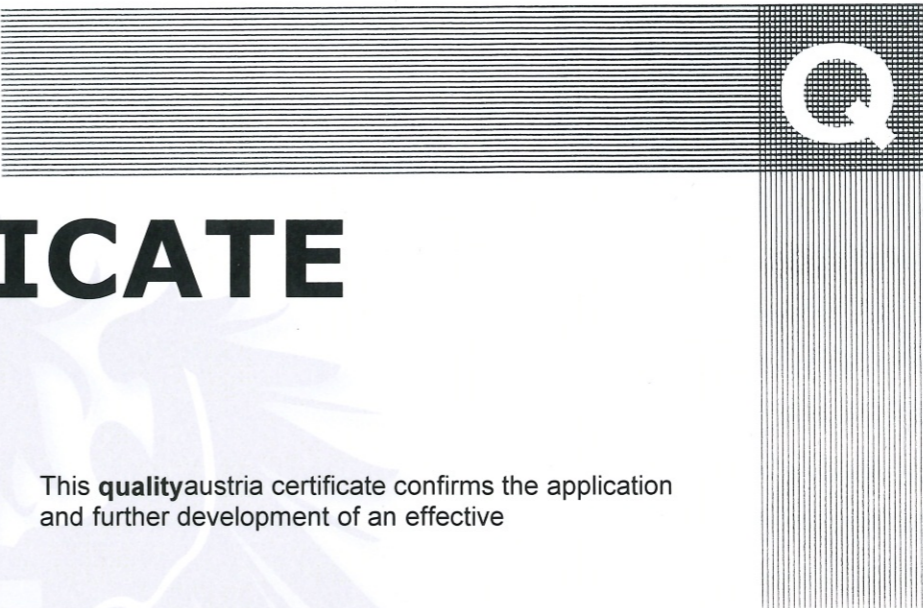 Q
ICATE
This qualityaustria certificate confirms the application
and further development of an effective